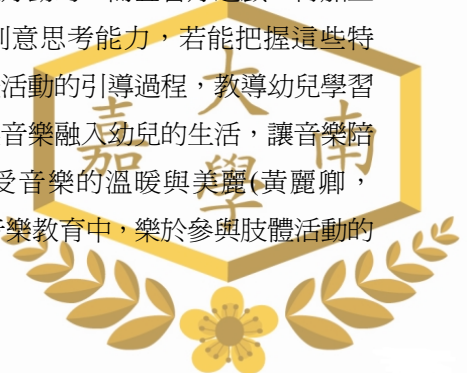 創意思考能力，若能把握這些特
活動的引導過程，教導幼兒學習
音樂融入幼兒的生活，讓音樂陪
受音樂的溫暖與美麗(黃麗卿，
音樂教育中，樂於參與肢體活動的
嘉
大學
南